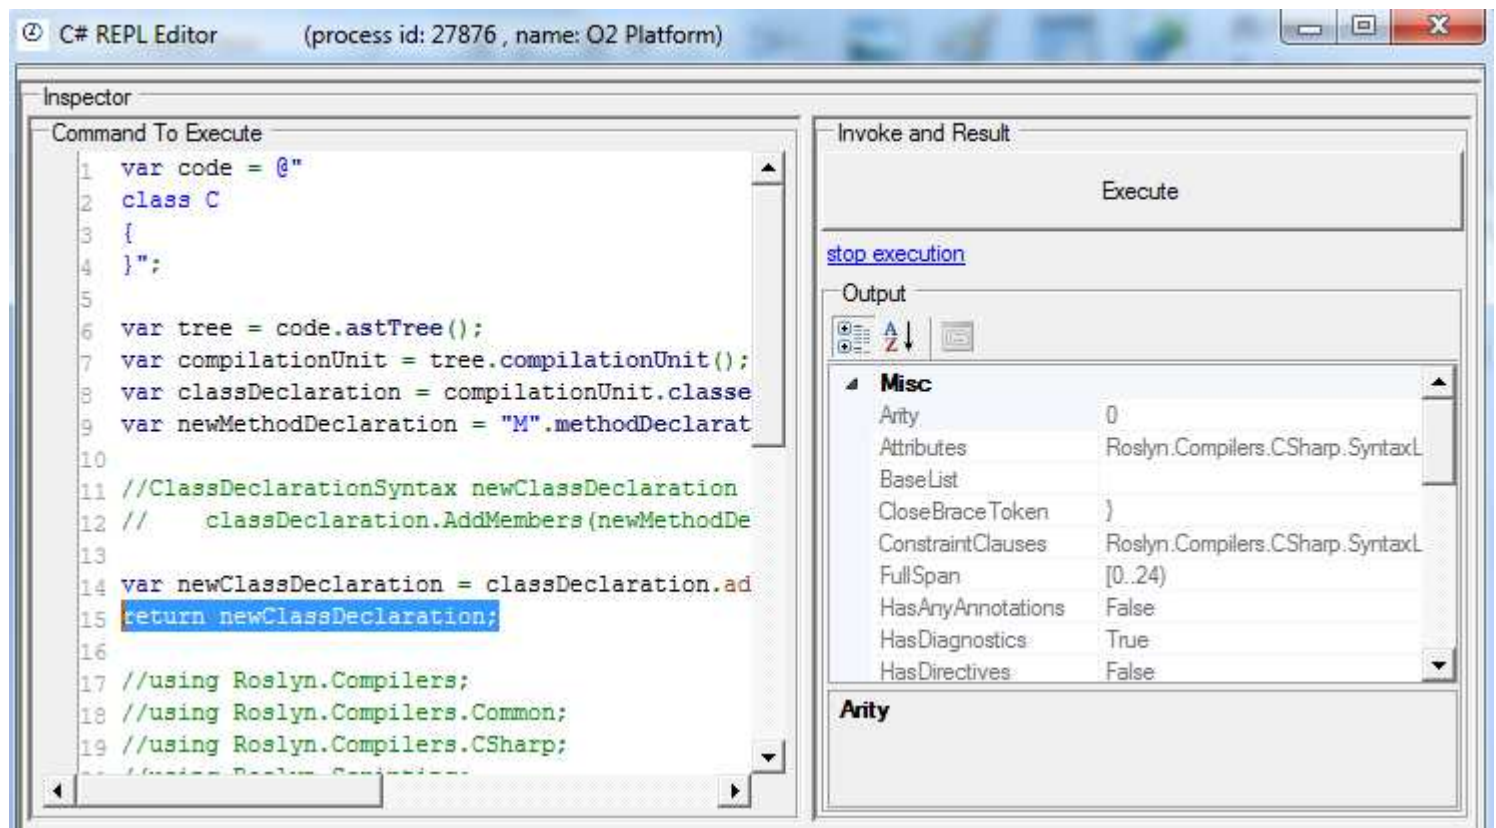 C# REPL Editor (process id: 27876 , name: O2 Platform)
Inspector
Command To Execute
1 var code = @"
2 class C
3 {
4 }";
5
6 var tree = code.astTree();
7 var compilationUnit = tree.compilationUnit();
8 var classDeclaration = compilationUnit.classe
9 var newMethodDeclaration = "M".methodDeclarat
10
11 //ClassDeclarationSyntax newClassDeclaration
12 // classDeclaration.AddMembers(newMethodDe
13
14 var newClassDeclaration = classDeclaration.ad
15 return newClassDeclaration;
16
17 //using Roslyn.Compilers;
18 //using Roslyn.Compilers.Common;
19 //using Roslyn.Compilers.CSharp;
Invoke and Result
Execute
stop execution
Output
Misc
Arity 0
Attributes Roslyn.Compilers.CSharp.SyntaxL
BaseList
CloseBraceToken }
ConstraintClauses Roslyn.Compilers.CSharp.SyntaxL
FullSpan [0..24)
HasAnyAnnotations False
HasDiagnostics True
HasDirectives False
Arity